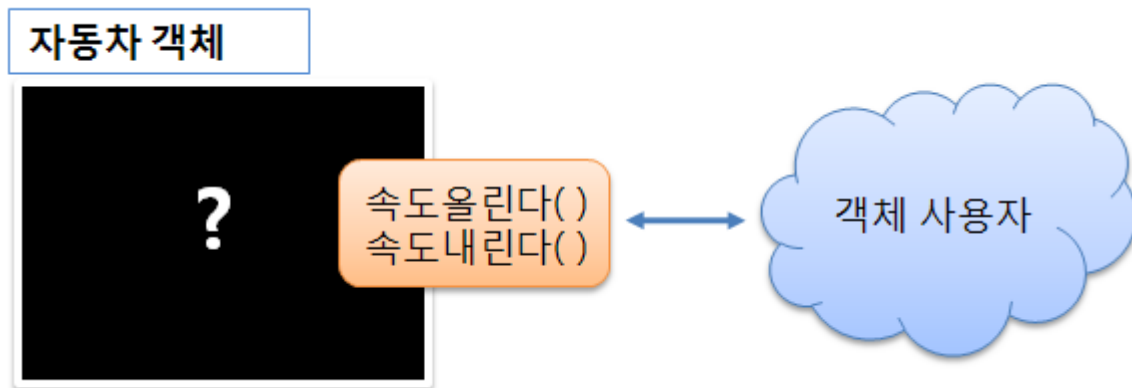 자동차 객체
?
속도올린다( )
속도내린다( )
객체 사용자